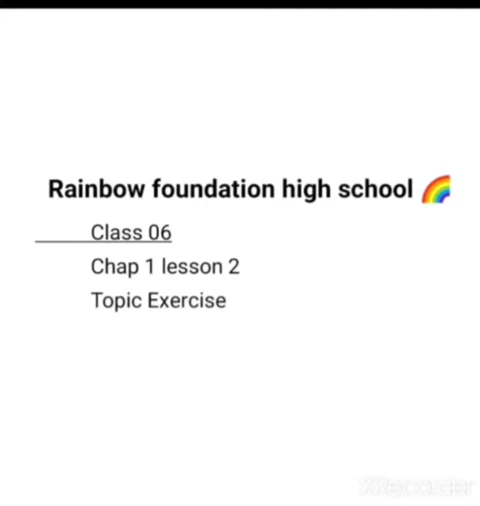 Rainbow foundation high school 🌈
Class 06
Chap 1 lesson 2
Topic Exercise
XRecorder